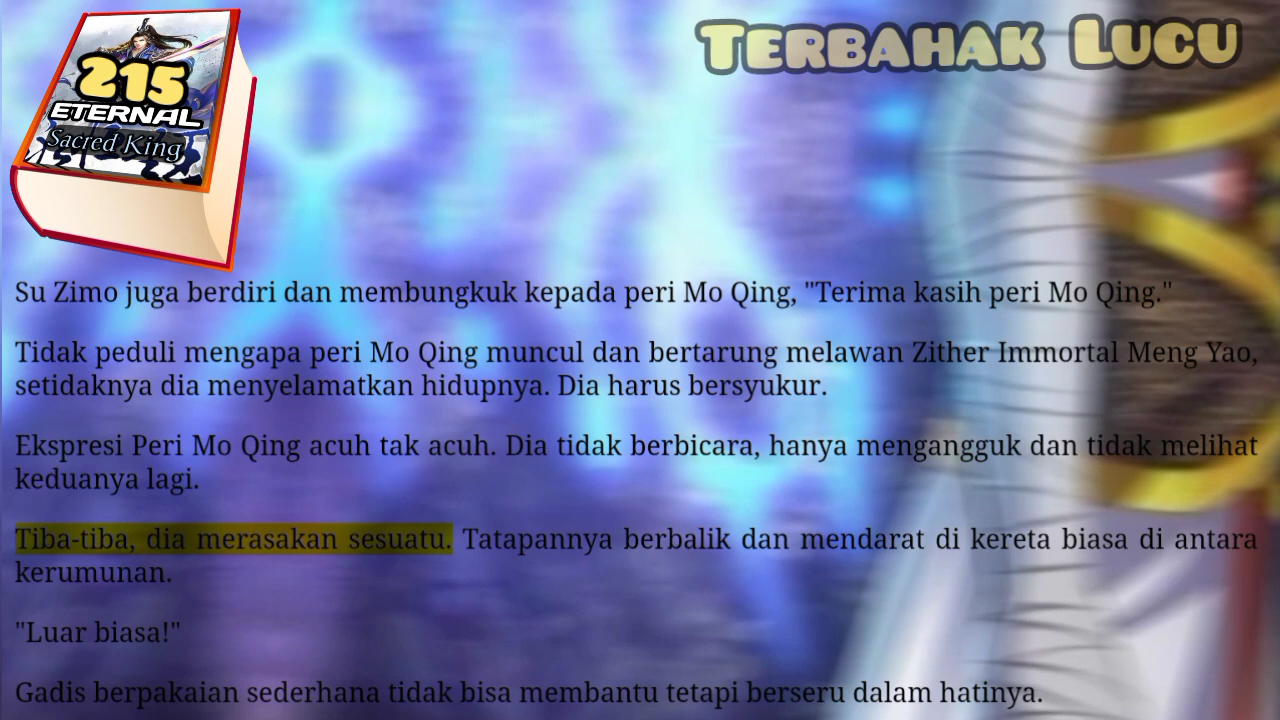 215
ETERNAL
Sacred King
Terbahak Lucu
Su Zimo juga berdiri dan membungkuk kepada peri Mo Qing, "Terima kasih peri Mo Qing."
Tidak peduli mengapa peri Mo Qing muncul dan bertarung melawan Zither Immortal Meng Yao,
setidaknya dia menyelamatkan hidupnya. Dia harus bersyukur.
Ekspresi Peri Mo Qing acuh tak acuh. Dia tidak berbicara, hanya mengangguk dan tidak melihat
keduanya lagi.
Tiba-tiba, dia merasakan sesuatu. Tatapannya berbalik dan mendarat di kereta biasa di antara
kerumunan.
"Luar biasa!"
Gadis berpakaian sederhana tidak bisa membantu tetapi berseru dalam hatinya.